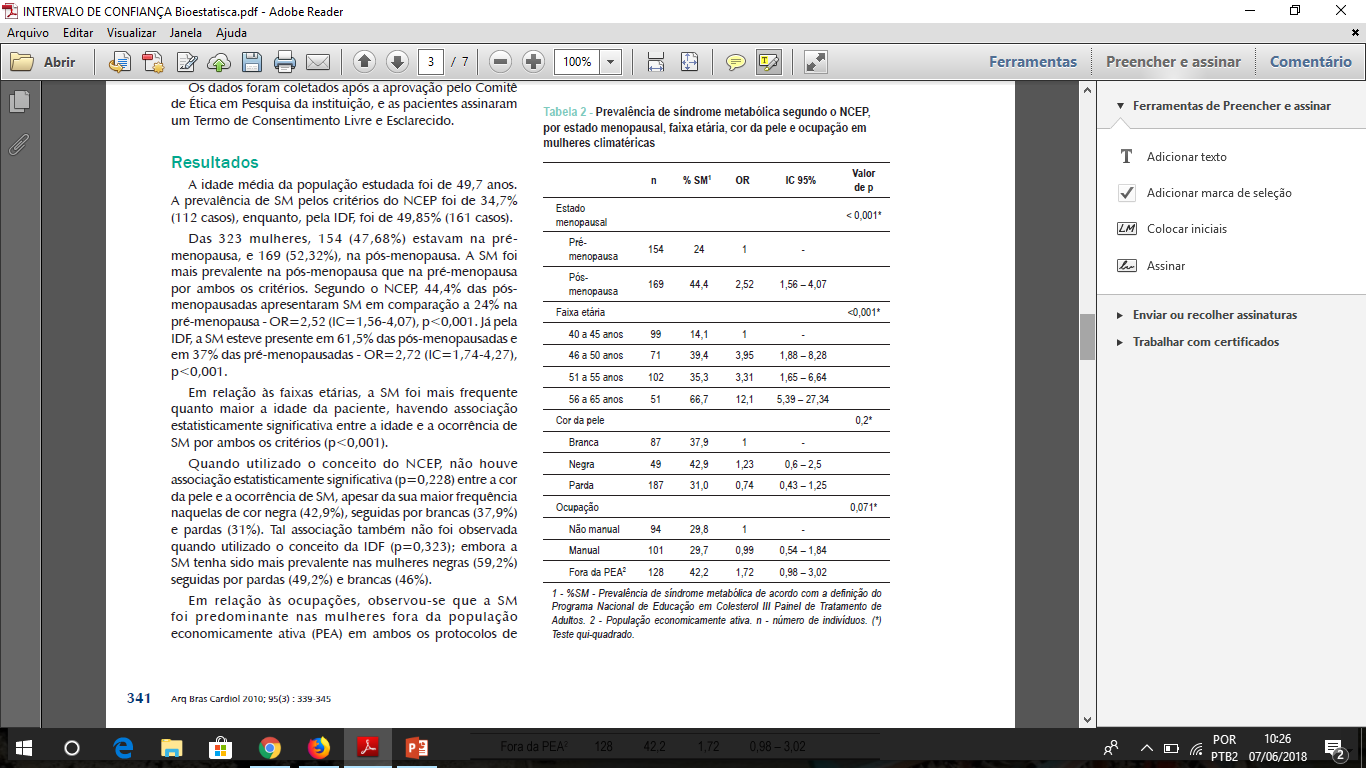 INTERVALO DE CONFIANÇA Bioestatisca.pdf - Adobe Reader
Arquivo Editar Visualizar Janela Ajuda
Abrir 3 / 7 100% Ferramentas Preencher e assinar Comentário
Os dados foram coletados após a aprovação pelo Comitê
de Ética em Pesquisa da instituição, e as pacientes assinaram
um Termo de Consentimento Livre e Esclarecido.
Resultados
A idade média da população estudada foi de 49,7 anos.
A prevalência de SM pelos critérios do NCEP foi de 34,7%
(112 casos), enquanto, pela IDF, foi de 49,85% (161 casos).
Das 323 mulheres, 154 (47,68%) estavam na pré-
menopausa, e 169 (52,32%), na pós-menopausa. A SM foi
mais prevalente na pós-menopausa que na pré-menopausa
por ambos os critérios. Segundo o NCEP, 44,4% das pós-
menopausadas apresentaram SM em comparação a 24% na
pré-menopausa - OR=2,52 (IC=1,56-4,07), p<0,001. Já pela
IDF, a SM esteve presente em 61,5% das pós-menopausadas e
em 37% das pré-menopausadas - OR=2,72 (IC=1,74-4,27),
p<0,001.
Em relação às faixas etárias, a SM foi mais frequente
quanto maior a idade da paciente, havendo associação
estatisticamente significativa entre a idade e a ocorrência de
SM por ambos os critérios (p<0,001).
Quando utilizado o conceito do NCEP, não houve
associação estatisticamente significativa (p=0,228) entre a cor
da pele e a ocorrência de SM, apesar da sua maior frequência
naquelas de cor negra (42,9%), seguidas por brancas (37,9%)
e pardas (31%). Tal associação também não foi observada
quando utilizado o conceito da IDF (p=0,323); embora a
SM tenha sido mais prevalente nas mulheres negras (59,2%)
seguidas por pardas (49,2%) e brancas (46%).
Em relação às ocupações, observou-se que a SM
foi predominante nas mulheres fora da população
economicamente ativa (PEA) em ambos os protocolos de
Tabela 2 - Prevalência de síndrome metabólica segundo o NCEP,
por estado menopausal, faixa etária, cor da pele e ocupação em
mulheres climatéricas
n % SM1 OR IC 95% Valor
de p
Estado
menopausal < 0,001*
Pré-
menopausa 154 24 1 -
Pós-
menopausa 169 44,4 2,52 1,56 – 4,07
Faixa etária <0,001*
40 a 45 anos 99 14,1 1 -
46 a 50 anos 71 39,4 3,95 1,88 – 8,28
51 a 55 anos 102 35,3 3,31 1,65 – 6,64
56 a 65 anos 51 66,7 12,1 5,39 – 27,34
Cor da pele 0,2*
Branca 87 37,9 1 -
Negra 49 42,9 1,23 0,6 – 2,5
Parda 187 31,0 0,74 0,43 – 1,25
Ocupação 0,071*
Não manual 94 29,8 1 -
Manual 101 29,7 0,99 0,54 – 1,84
Fora da PEA2 128 42,2 1,72 0,98 – 3,02
1 - %SM - Prevalência de síndrome metabólica de acordo com a definição do
Programa Nacional de Educação em Colesterol III Painel de Tratamento de
Adultos. 2 - População economicamente ativa. n - número de indivíduos. (*)
Teste qui-quadrado.
341 Arq Bras Cardiol 2010; 95(3) : 339-345
Ferramentas de Preencher e assinar
Adicionar texto
Adicionar marca de seleção
Colocar iniciais
Assinar
Enviar ou recolher assinaturas
Trabalhar com certificados
Fora da PEA2 128 42,2 1,72 0,98 – 3,02
POR
PTB2
10:26
07/06/2018
2